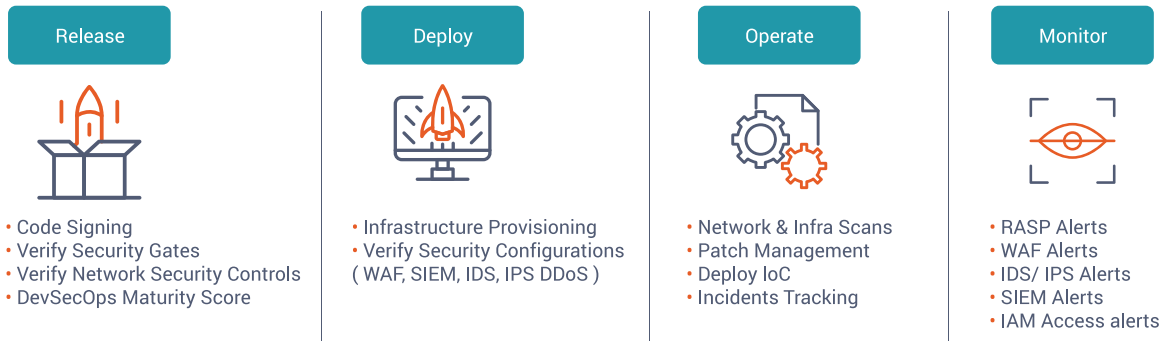 Release
• Code Signing
• Verify Security Gates
• Verify Network Security Controls
• DevSecOps Maturity Score
Deploy
• Infrastructure Provisioning
• Verify Security Configurations
( WAF, SIEM, IDS, IPS DDoS )
Operate
• Network & Infra Scans
• Patch Management
• Deploy loC
• Incidents Tracking
Monitor
• RASP Alerts
• WAF Alerts
• IDS/ IPS Alerts
• SIEM Alerts
• IAM Access alerts